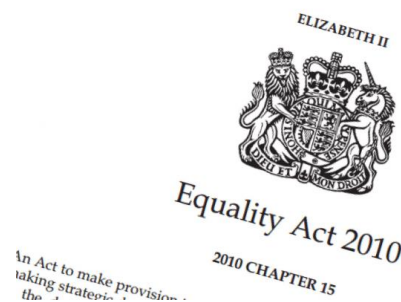 ELIZABETH II
DIEU ET MON DROIT
Equality Act 2010
2010 CHAPTER 15
An Act to make provision
making strategic
the